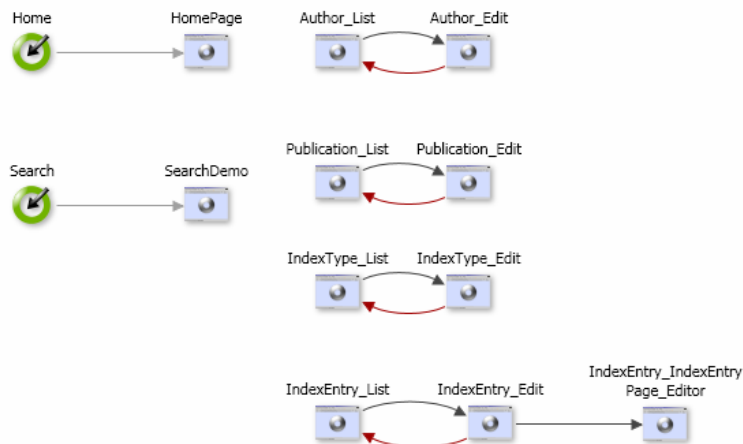 Home
HomePage
Author_List
Author_Edit
Publication_List
Publication_Edit
Search
SearchDemo
IndexType_List
IndexType_Edit
IndexEntry_List
IndexEntry_Edit
IndexEntry_IndexEntry
Page_Editor